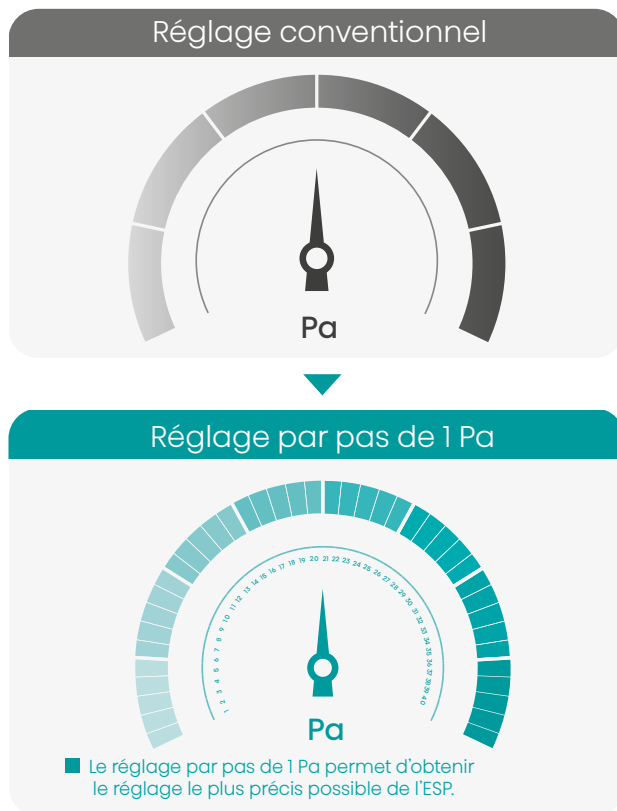 Réglage conventionnel
Pa
Réglage par pas de 1 Pa
1 2 3 4 5 6 7 8 9 10 11 12 13 14 15 16 17 18 19 20 21 22 23 24 25 26 27 28 29 30 31 32 33 34 35 36 37 38 39 40
Pa
Le réglage par pas de 1 Pa permet d'obtenir
le réglage le plus précis possible de l'ESP.